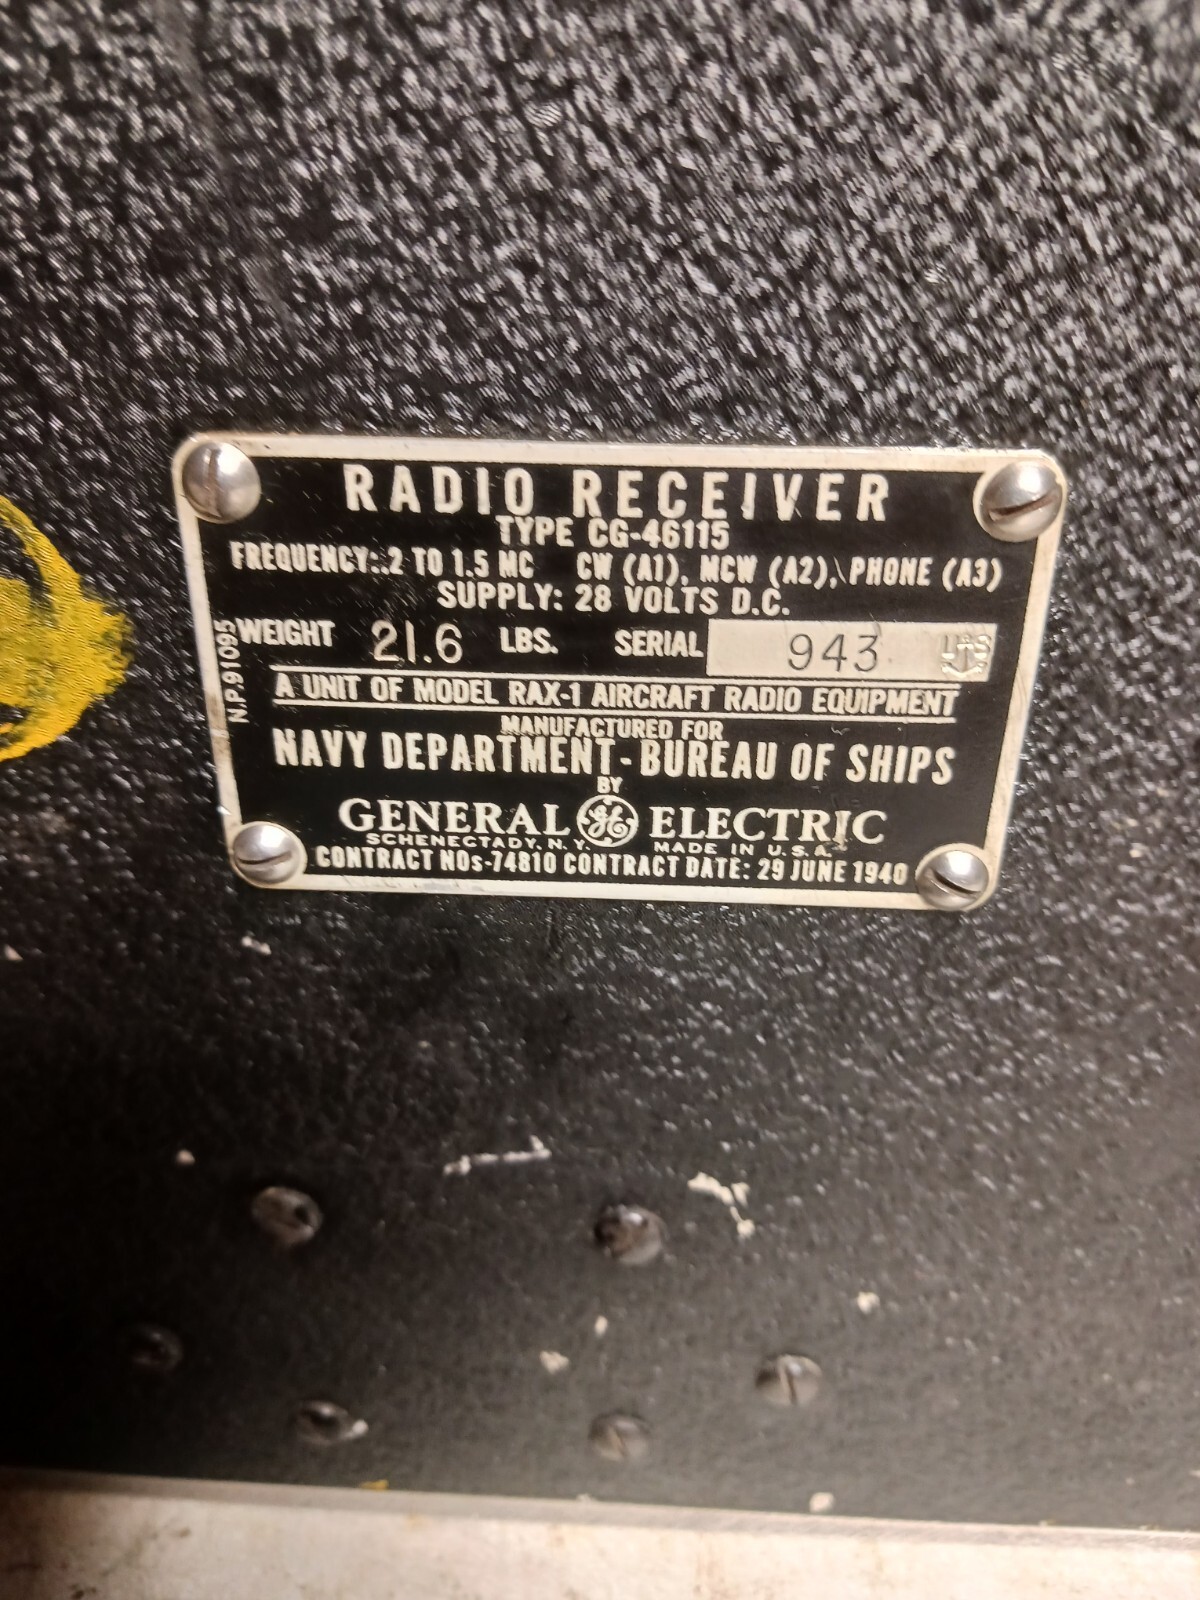 RADIO RECEIVER
TYPE CG-46115
FREQUENCY: .2 TO 1.5 MC CW (A1), MCW (A2), PHONE (A3)
SUPPLY: 28 VOLTS D.C.
WEIGHT 21.6 LBS. SERIAL 943 US
N.P. 91095
A UNIT OF MODEL RAX-1 AIRCRAFT RADIO EQUIPMENT
MANUFACTURED FOR
NAVY DEPARTMENT - BUREAU OF SHIPS
BY
GENERAL GE ELECTRIC
SCHENECTADY, N.Y. MADE IN U.S.A.
CONTRACT NOs-74810 CONTRACT DATE: 29 JUNE 1940